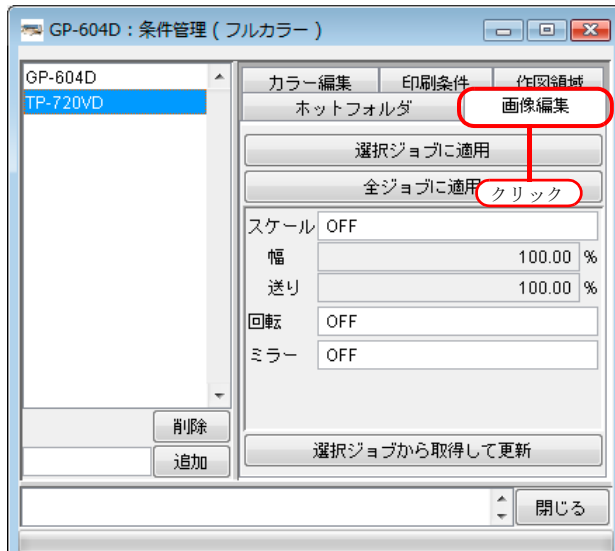 GP-604D：条件管理 ( フルカラー )
GP-604D
TP-720VD
カラー編集 印刷条件 作図領域
ホットフォルダ 画像編集
選択ジョブに適用
全ジョブに適用
クリック
スケール OFF
幅 100.00 %
送り 100.00 %
回転 OFF
ミラー OFF
削除
追加
選択ジョブから取得して更新
閉じる